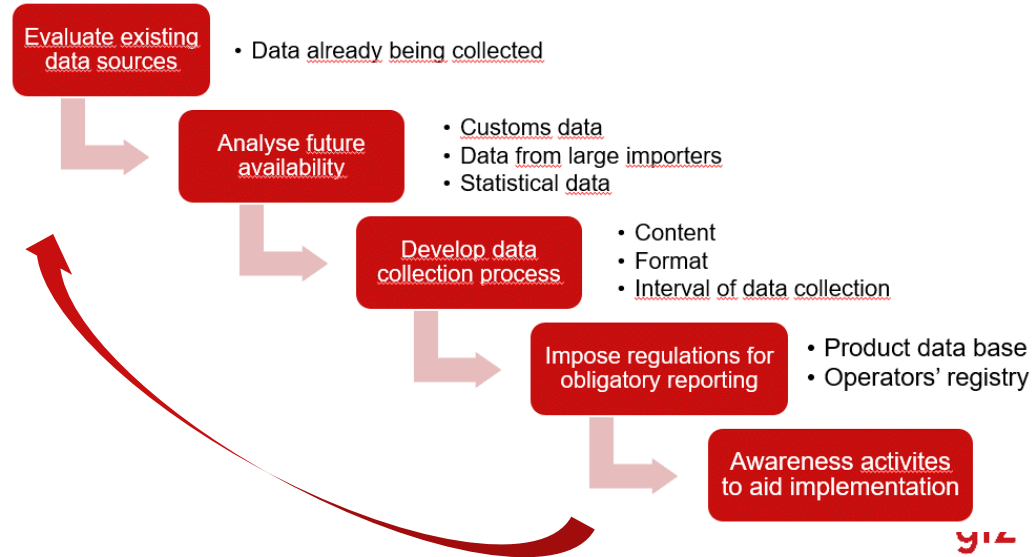 Evaluate existing
data sources
• Data already being collected
Analyse future
availability
• Customs data
• Data from large importers
• Statistical data
Develop data
collection process
• Content
• Format
• Interval of data collection
Impose regulations for
obligatory reporting
• Product data base
• Operators' registry
Awareness activites
to aid implementation
giz